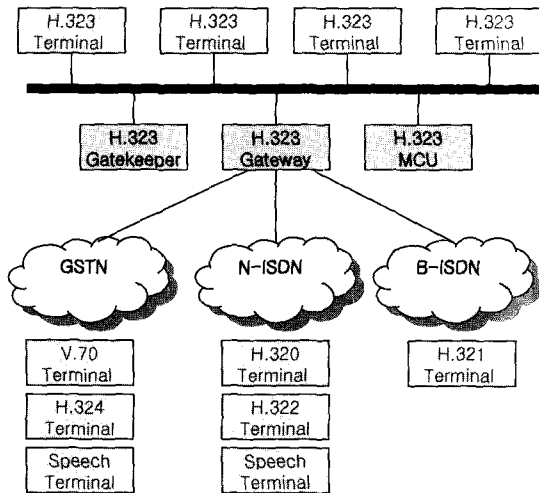 H.323
Terminal
H.323
Terminal
H.323
Terminal
H.323
Terminal
H.323
Gatekeeper
H.323
Gateway
H.323
MCU
GSTN
N-ISDN
B-ISDN
V.70
Terminal
H.320
Terminal
H.321
Terminal
H.324
Terminal
H.322
Terminal
Speech
Terminal
Speech
Terminal